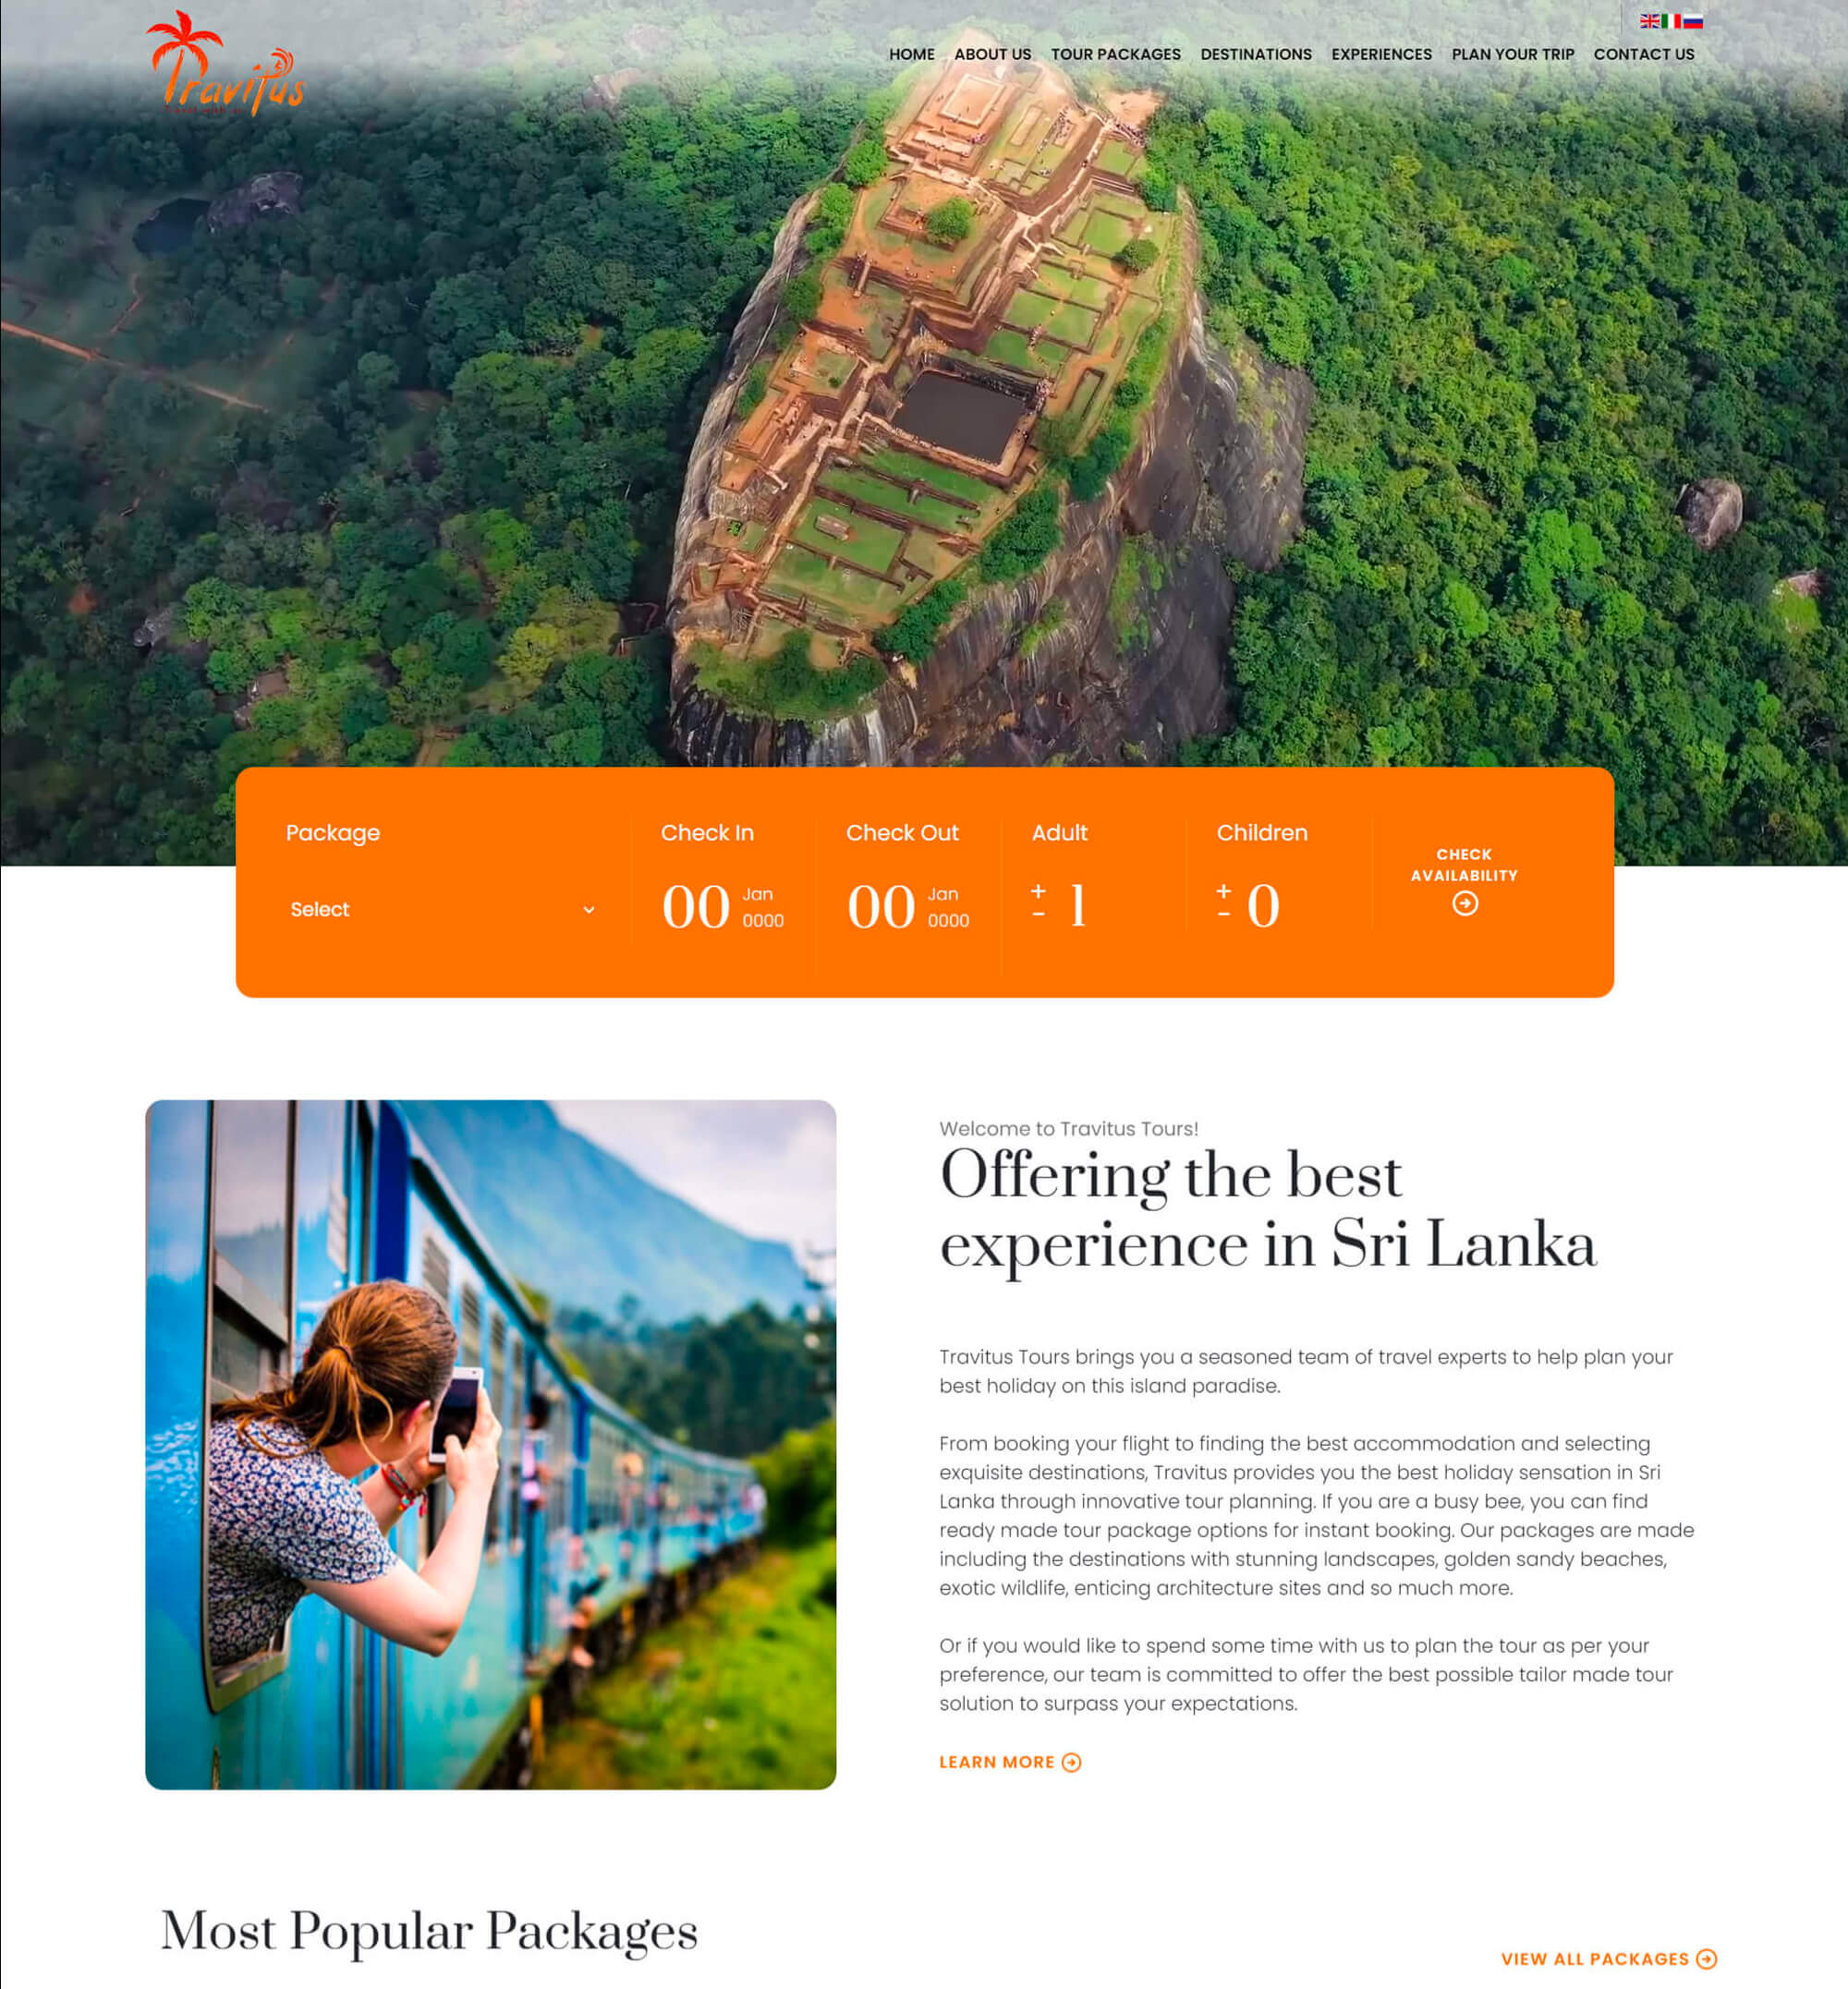 Travitus
HOME ABOUT US TOUR PACKAGES DESTINATIONS EXPERIENCES PLAN YOUR TRIP CONTACT US
Package
Select
Check In
00 Jan 0000
Check Out
00 Jan 0000
Adult
+ - 1
Children
+ - 0
CHECK
AVAILABILITY
Welcome to Travitus Tours!
Offering the best
experience in Sri Lanka
Travitus Tours brings you a seasoned team of travel experts to help plan your
best holiday on this island paradise.
From booking your flight to finding the best accommodation and selecting
exquisite destinations, Travitus provides you the best holiday sensation in Sri
Lanka through innovative tour planning. If you are a busy bee, you can find
ready made tour package options for instant booking. Our packages are made
including the destinations with stunning landscapes, golden sandy beaches,
exotic wildlife, enticing architecture sites and so much more.
Or if you would like to spend some time with us to plan the tour as per your
preference, our team is committed to offer the best possible tailor made tour
solution to surpass your expectations.
LEARN MORE
Most Popular Packages
VIEW ALL PACKAGES